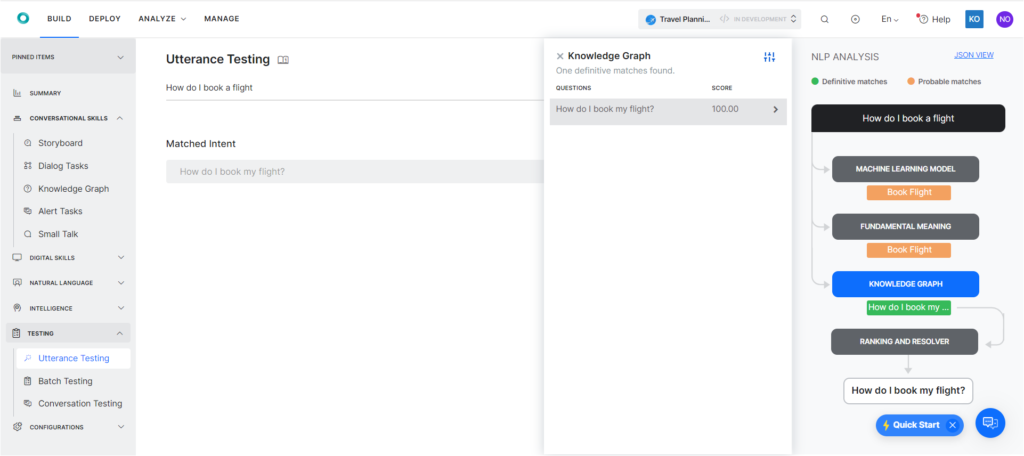 BUILD DEPLOY ANALYZE MANAGE Travel Planni... </> IN DEVELOPMENT En Help KO NO
PINNED ITEMS
SUMMARY
CONVERSATIONAL SKILLS
Storyboard
Dialog Tasks
Knowledge Graph
Alert Tasks
Small Talk
DIGITAL SKILLS
NATURAL LANGUAGE
INTELLIGENCE
TESTING
Utterance Testing
Batch Testing
Conversation Testing
CONFIGURATIONS
Utterance Testing
How do I book a flight
Matched Intent
How do I book my flight?
Knowledge Graph
One definitive matches found.
QUESTIONS SCORE
How do I book my flight? 100.00
NLP ANALYSIS JSON VIEW
Definitive matches Probable matches
How do I book a flight
MACHINE LEARNING MODEL
Book Flight
FUNDAMENTAL MEANING
Book Flight
KNOWLEDGE GRAPH
How do I book my ...
RANKING AND RESOLVER
How do I book my flight?
Quick Start